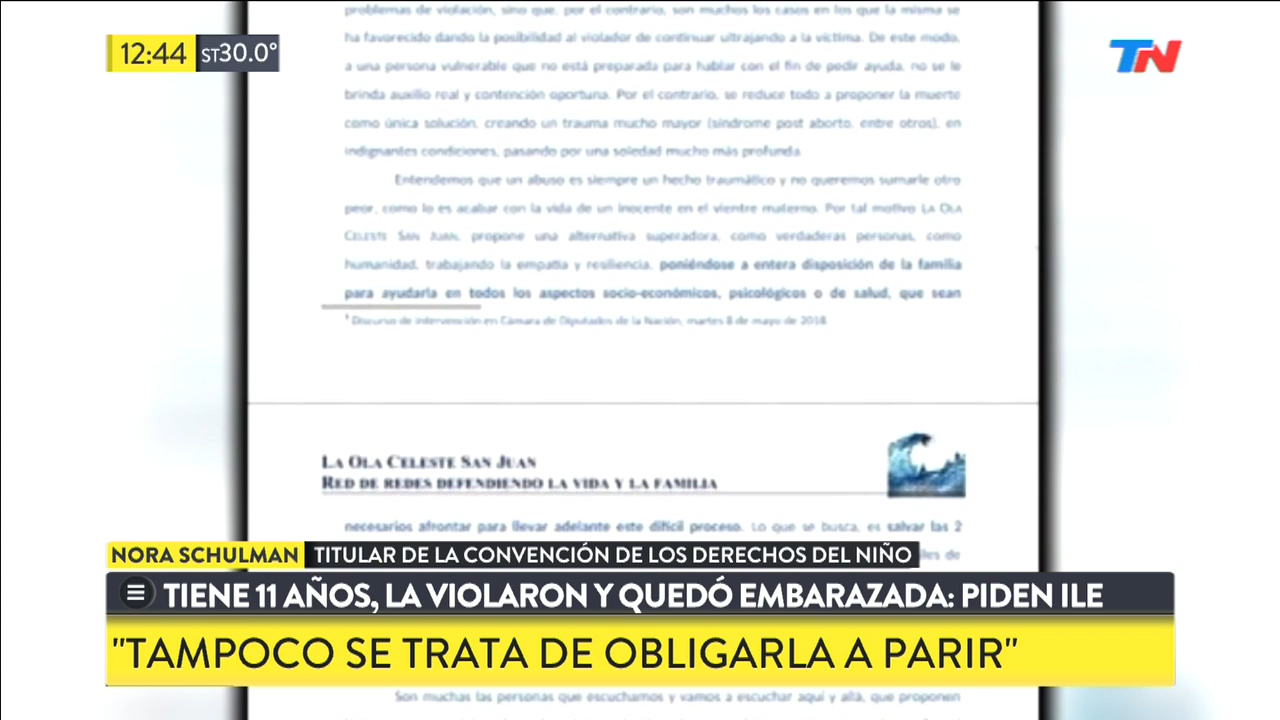 problemas de violación, sino que, por el contrario, son muchos los casos en los que la misma se
ha favorecido dando la posibilidad al violador de continuar ultrajando a la víctima. De este modo,
a una persona vulnerable que no está preparada para hablar con el fin de pedir ayuda, no se le
brinda auxilio real y contención oportuna. Por el contrario, se reduce todo a proponer la muerte
como única solución, creando un trauma mucho mayor (síndrome post aborto, entre otros), en
indignantes condiciones, pasando por una soledad mucho más profunda.
12:44 ST30.0°
TN
Entendemos que un abuso es siempre un hecho traumático y no queremos sumarle otro
peor, como lo es acabar con la vida de un inocente en el vientre materno. Por tal motivo LA OLA
CELESTE SAN JUAN, propone una alternativa superadora, como verdaderas personas, como
humanidad, trabajando la empatía y resiliencia, poniéndose a entera disposición de la familia
para ayudarla en todos los aspectos socio-económicos, psicológicos o de salud, que sean
¹ Discurso de intervención en Cámara de Diputados de la Nación, martes 8 de mayo de 2018
LA OLA CELESTE SAN JUAN
RED DE REDES DEFENDIENDO LA VIDA Y LA FAMILIA
necesarios afrontar para llevar adelante este difícil proceso. Lo que se busca, es salvar las 2
de
NORA SCHULMAN TITULAR DE LA CONVENCIÓN DE LOS DERECHOS DEL NIÑO
TIENE 11 AÑOS, LA VIOLARON Y QUEDÓ EMBARAZADA: PIDEN ILE
"TAMPOCO SE TRATA DE OBLIGARLA A PARIR"
Son muchas las personas que escuchamos y vamos a escuchar aquí y allá, que proponen